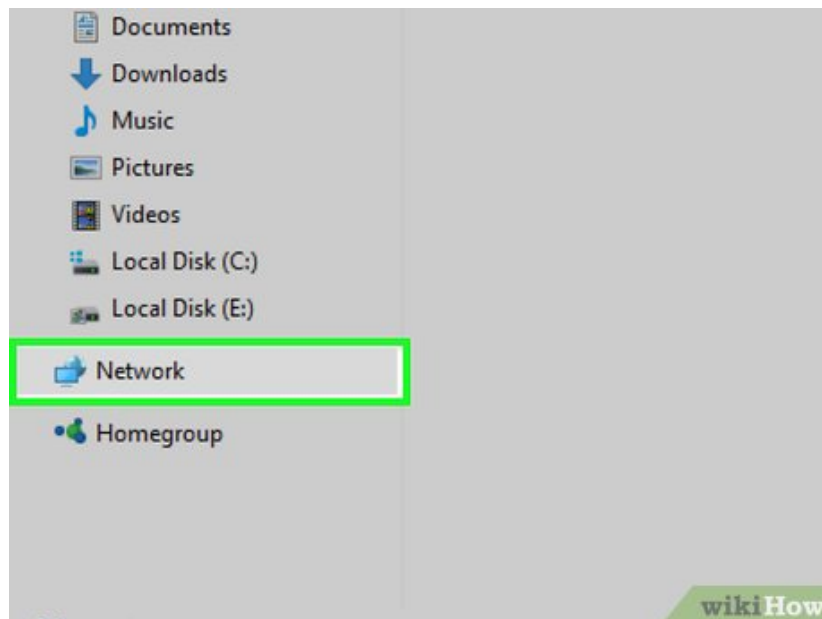 Documents
Downloads
Music
Pictures
Videos
Local Disk (C:)
Local Disk (E:)
Network
Homegroup
wikiHow